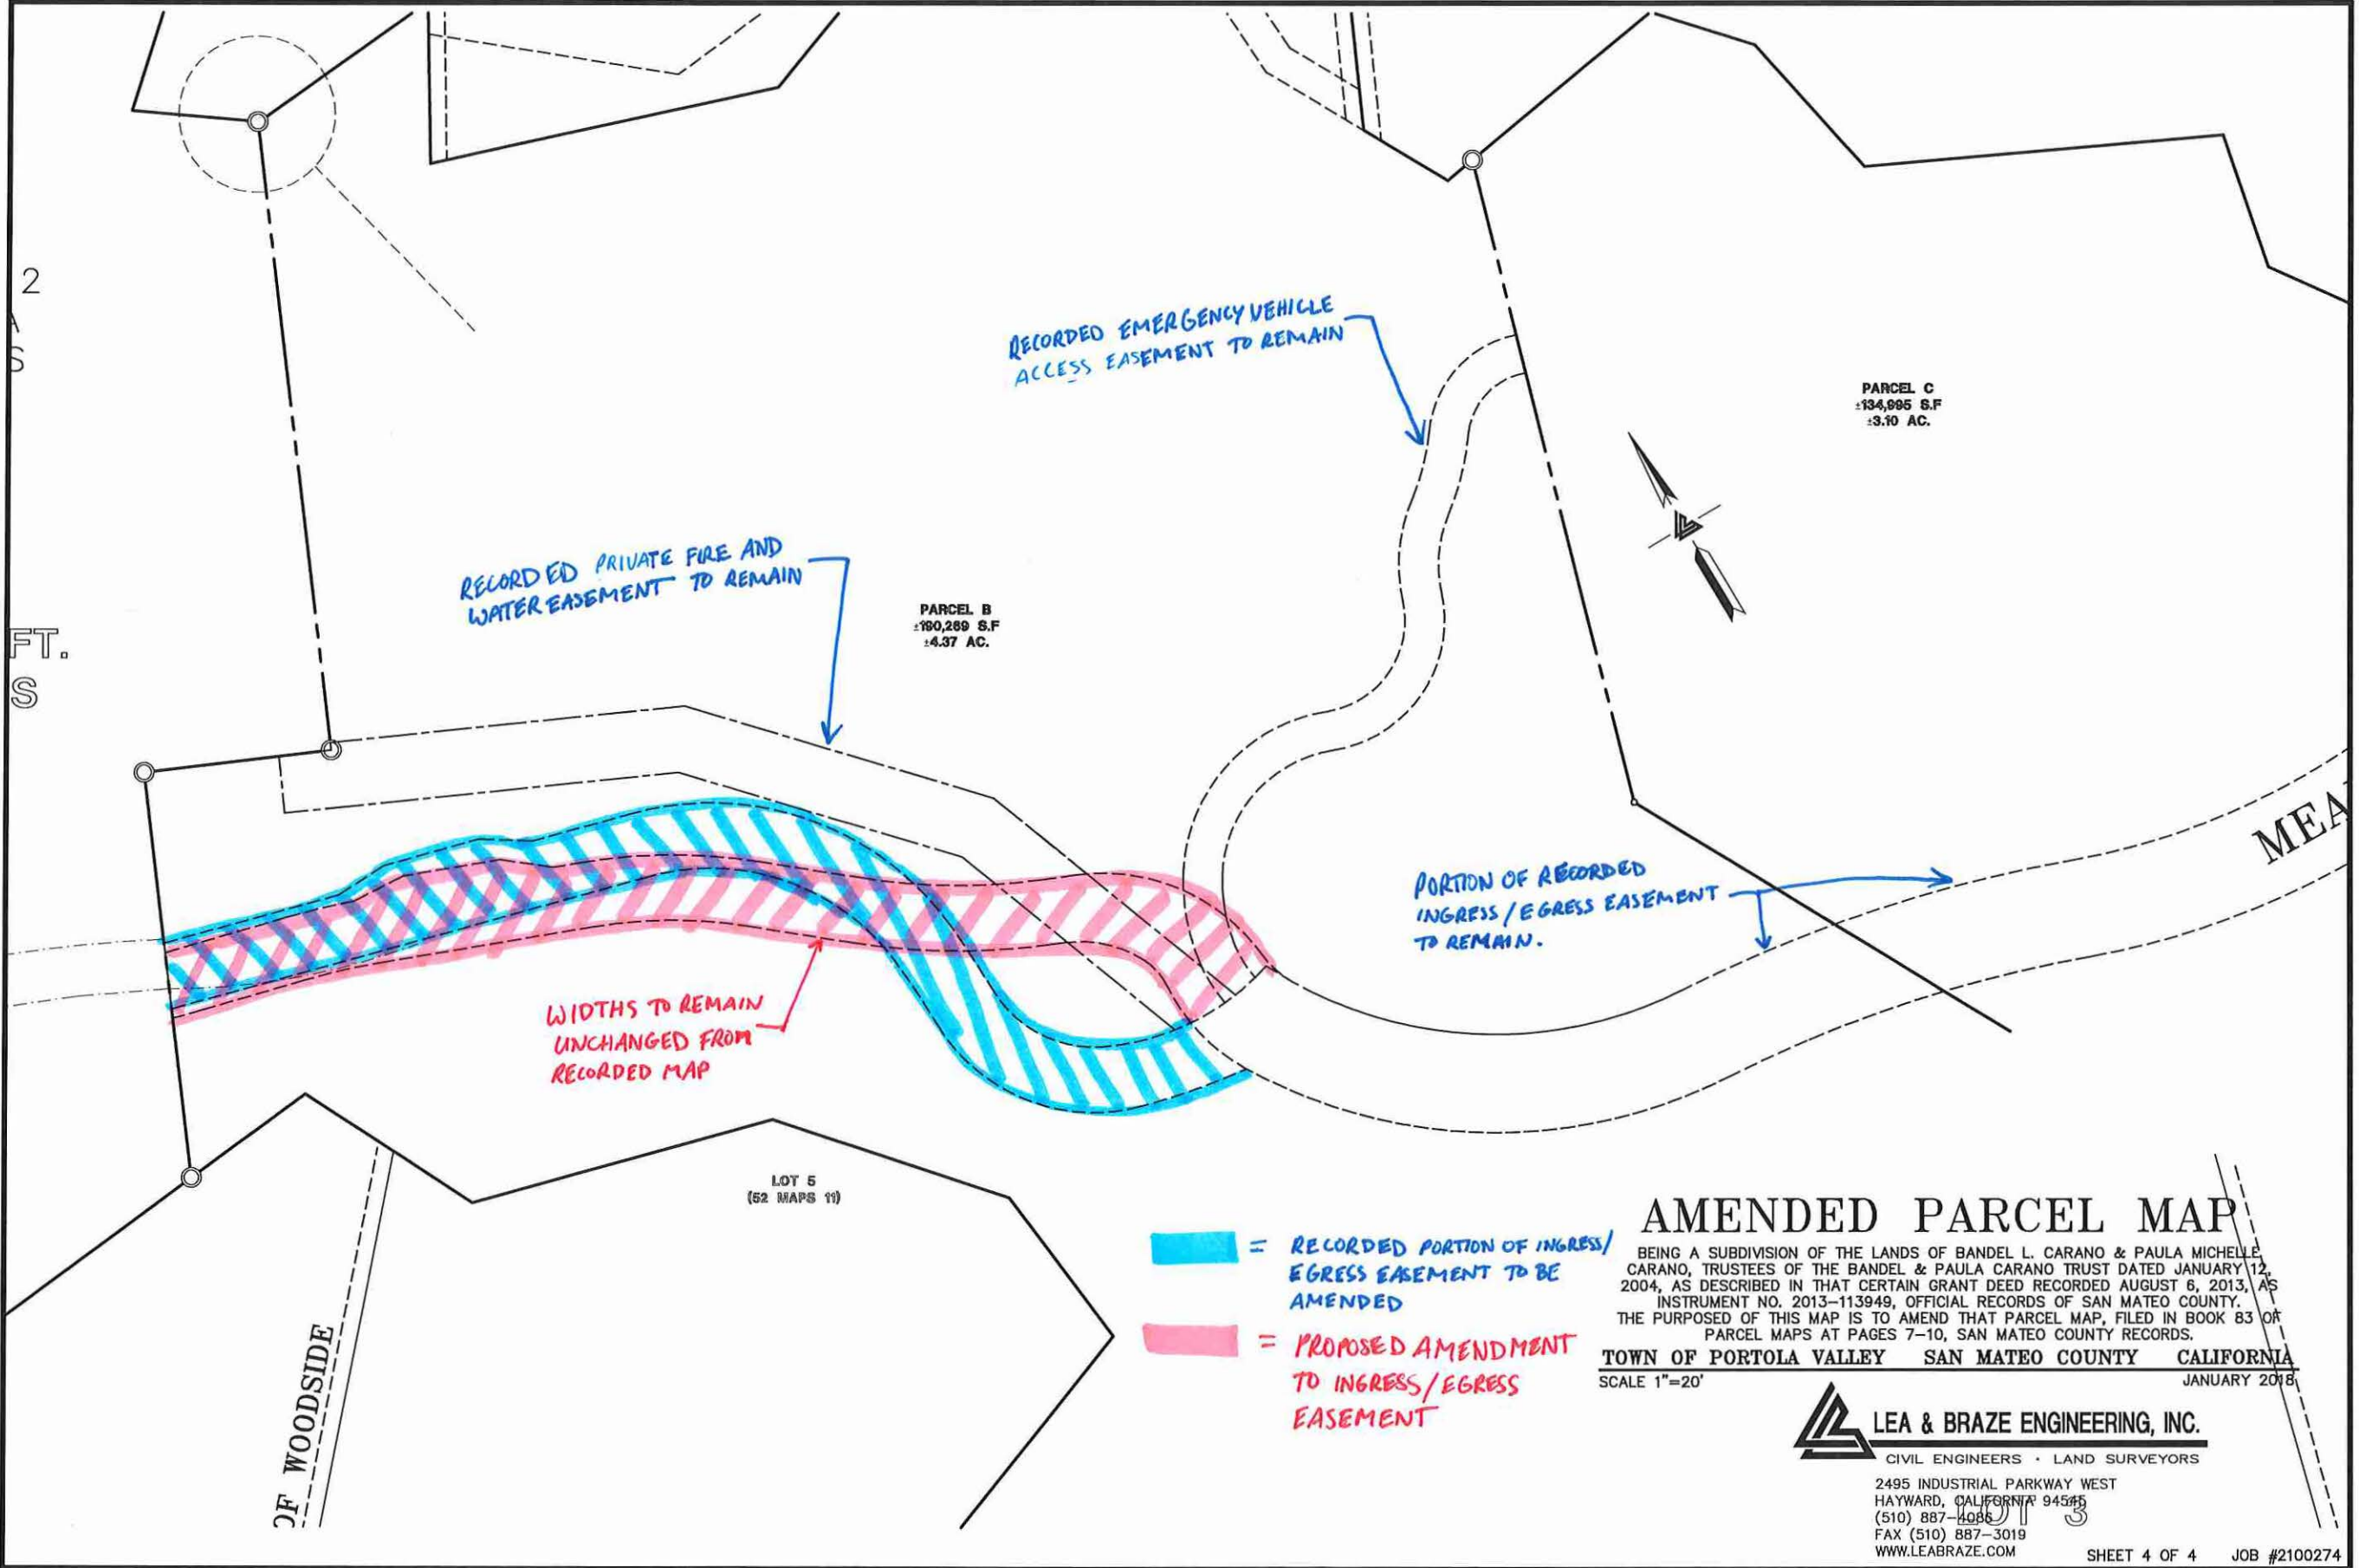 2
S
FT.
S
RECORDED EMERGENCY VEHICLE
ACCESS EASEMENT TO REMAIN
PARCEL C
±134,995 S.F
±3.10 AC.
RECORDED PRIVATE FIRE AND
WATER EASEMENT TO REMAIN
PARCEL B
±190,269 S.F
±4.37 AC.
MEA
PORTION OF RECORDED
INGRESS/EGRESS EASEMENT
TO REMAIN.
WIDTHS TO REMAIN
UNCHANGED FROM
RECORDED MAP
LOT 5
(52 MAPS 11)
OF WOODSIDE
= RECORDED PORTION OF INGRESS/
EGRESS EASEMENT TO BE
AMENDED
= PROPOSED AMENDMENT
TO INGRESS/EGRESS
EASEMENT
AMENDED PARCEL MAP
BEING A SUBDIVISION OF THE LANDS OF BANDEL L. CARANO & PAULA MICHELLE
CARANO, TRUSTEES OF THE BANDEL & PAULA CARANO TRUST DATED JANUARY 12,
2004, AS DESCRIBED IN THAT CERTAIN GRANT DEED RECORDED AUGUST 6, 2013, AS
INSTRUMENT NO. 2013-113949, OFFICIAL RECORDS OF SAN MATEO COUNTY.
THE PURPOSED OF THIS MAP IS TO AMEND THAT PARCEL MAP, FILED IN BOOK 83 OF
PARCEL MAPS AT PAGES 7-10, SAN MATEO COUNTY RECORDS.
TOWN OF PORTOLA VALLEY SAN MATEO COUNTY CALIFORNIA
SCALE 1"=20' JANUARY 2018
LEA & BRAZE ENGINEERING, INC.
CIVIL ENGINEERS · LAND SURVEYORS
2495 INDUSTRIAL PARKWAY WEST
HAYWARD, CALIFORNIA 94545
(510) 887-4086
FAX (510) 887-3019
WWW.LEABRAZE.COM
LOT 3
SHEET 4 OF 4 JOB #2100274